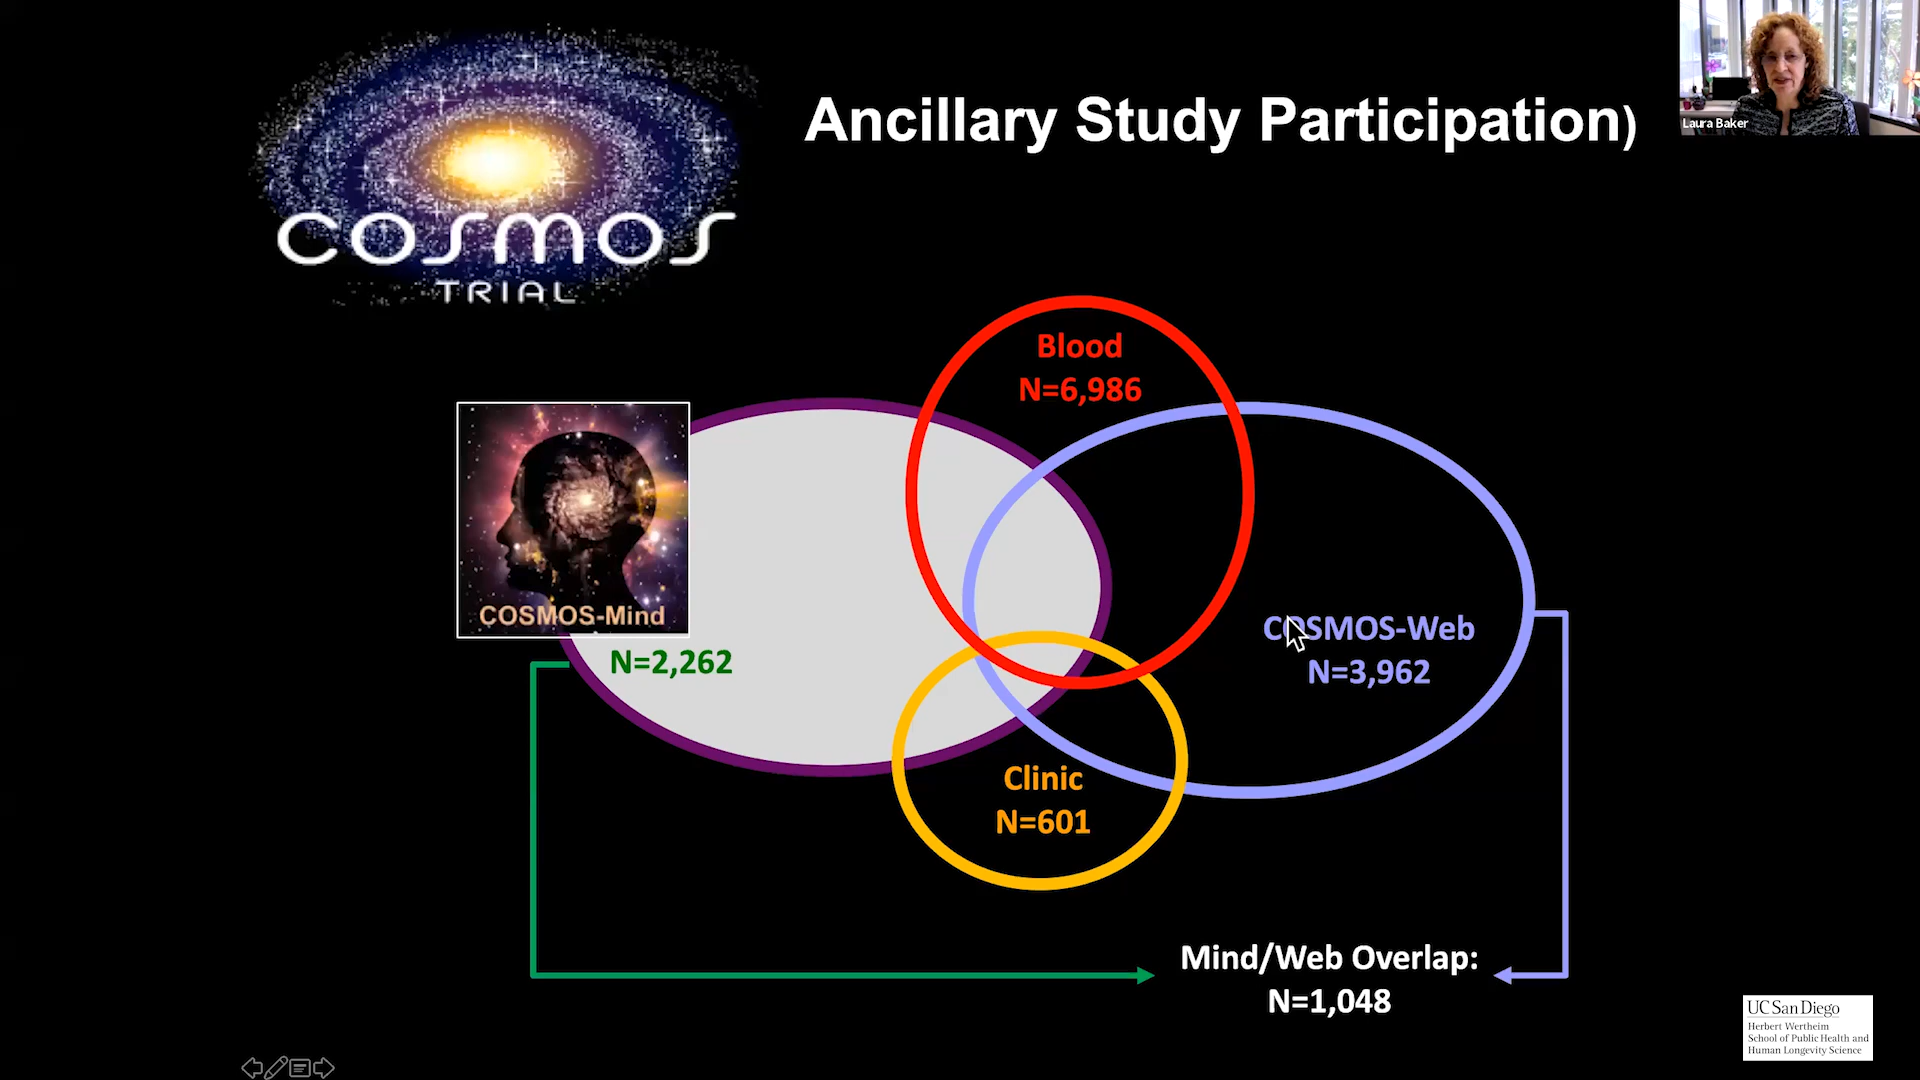 COSMOS
TRIAL
Ancillary Study Participation)
Laura Baker
Blood
N=6,986
COSMOS-Mind
N=2,262
COSMOS-Web
N=3,962
Clinic
N=601
Mind/Web Overlap:
N=1,048
UC San Diego
Herbert Wertheim
School of Public Health and
Human Longevity Science